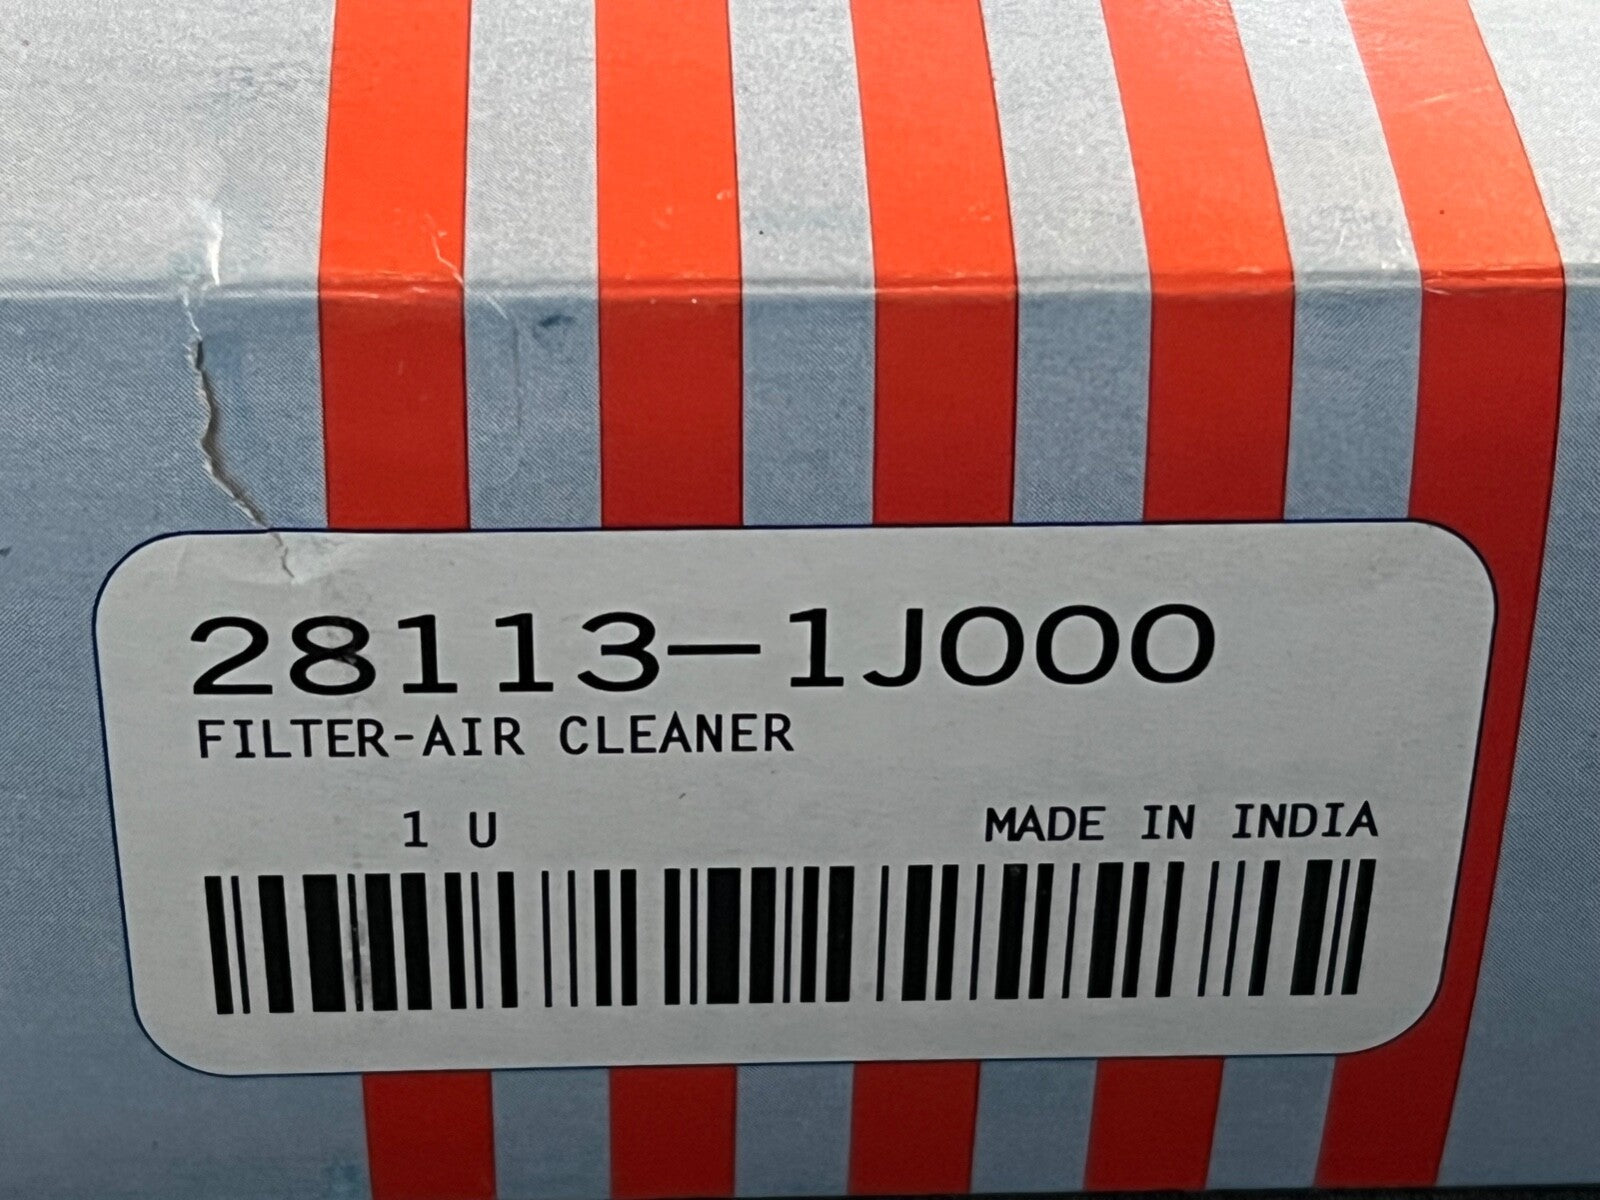 28113-1J000
FILTER-AIR CLEANER
1 U
MADE IN INDIA